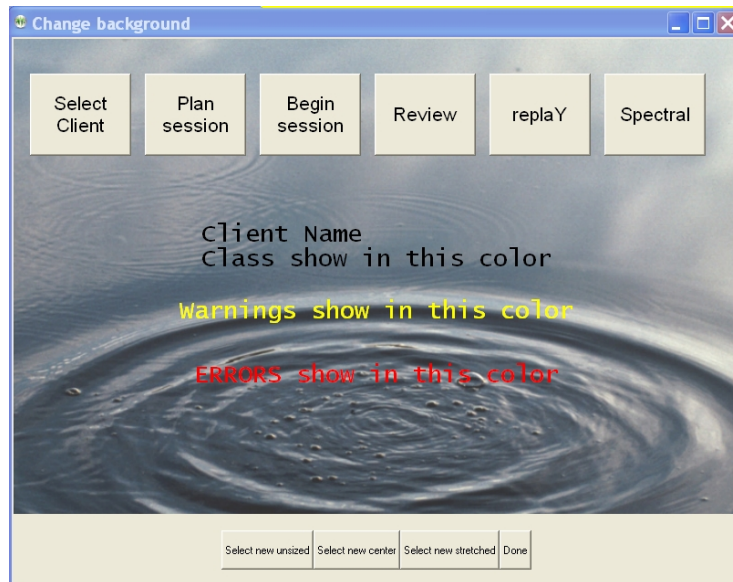 Change background
Select
Client
Plan
session
Begin
session
Review
replaY
Spectral
Client Name
Class show in this color
Warnings show in this color
ERRORS show in this color
Select new unsized
Select new center
Select new stretched
Done